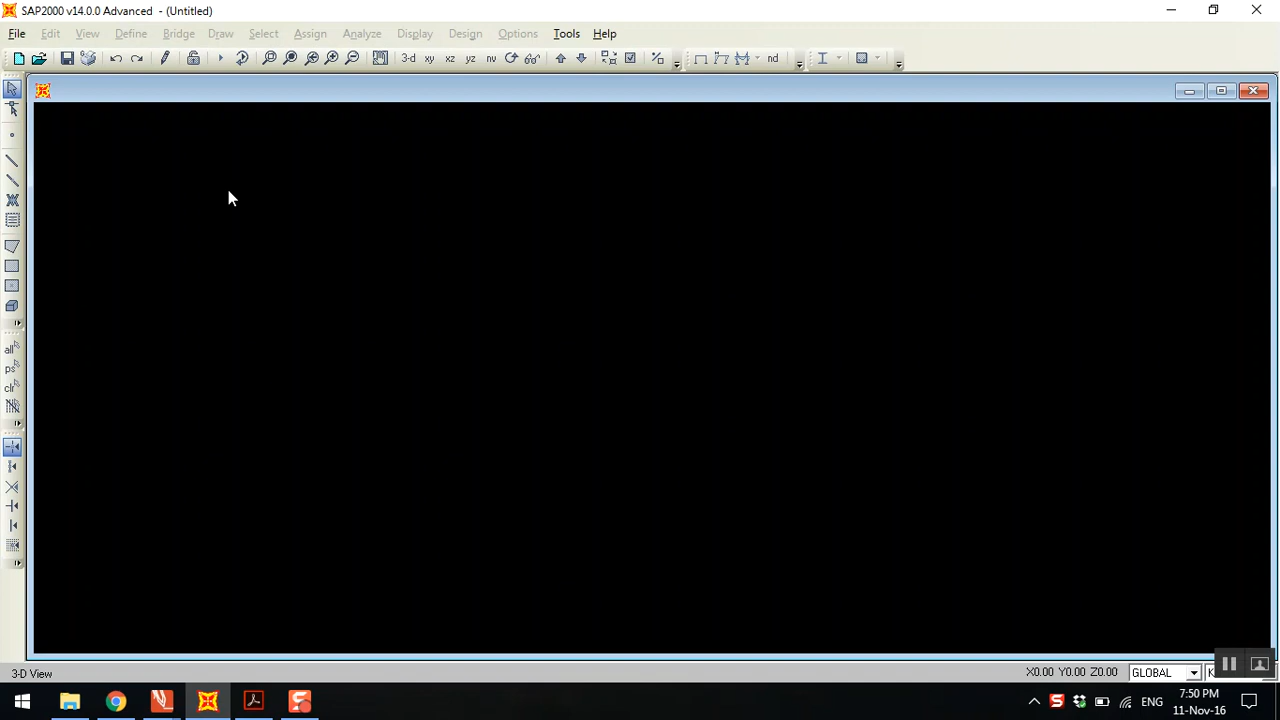 SAP2000 v14.0.0 Advanced - (Untitled)
File Edit View Define Bridge Draw Select Assign Analyze Display Design Options Tools Help
3-d xy xz yz nv nd
all
ps
clr
3-D View X0.00 Y0.00 Z0.00 GLOBAL K
ENG 7:50 PM
11-Nov-16